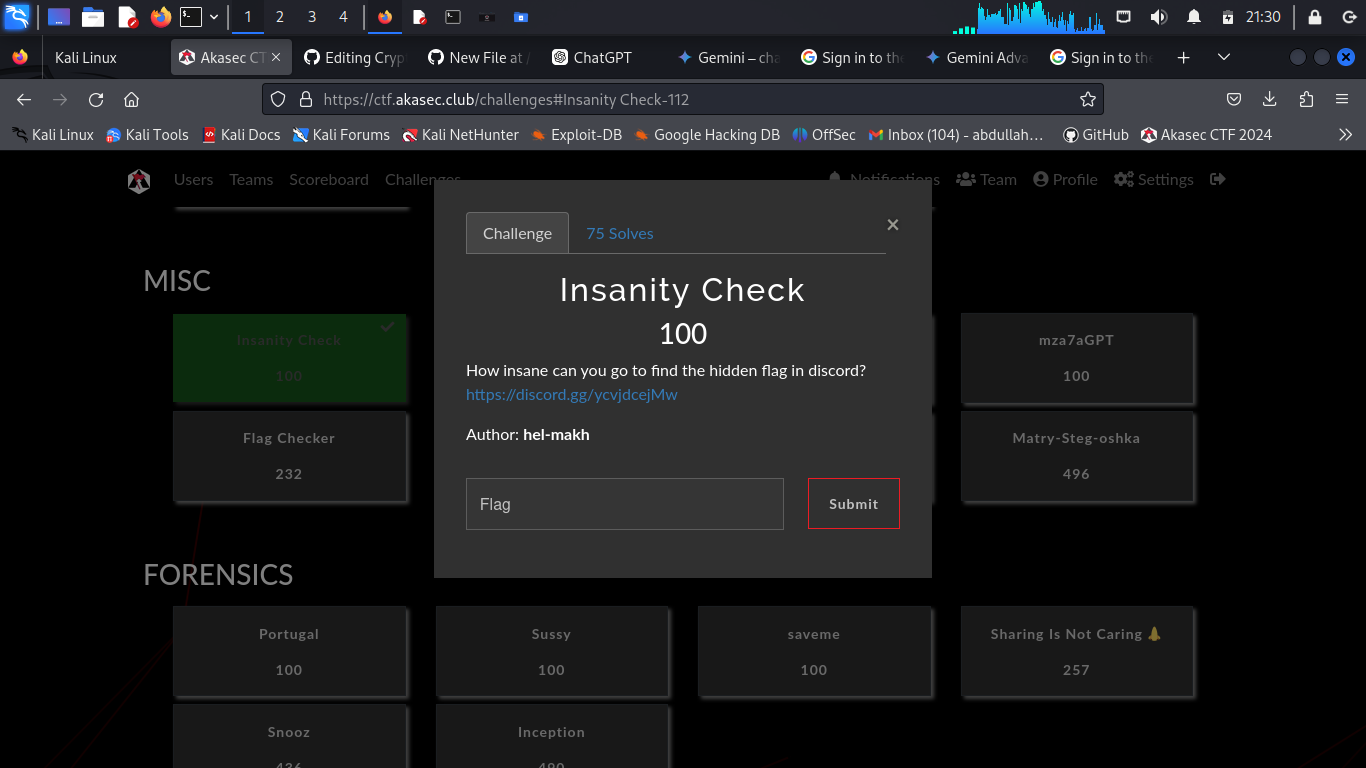 1 2 3 4 21:30
Kali Linux Akasec CT Editing Cryp New File at / ChatGPT Gemini – cha Sign in to the Gemini Adva Sign in to the
https://ctf.akasec.club/challenges#Insanity Check-112
Kali Linux Kali Tools Kali Docs Kali Forums Kali NetHunter Exploit-DB Google Hacking DB OffSec Inbox (104) - abdullah… GitHub Akasec CTF 2024
Users Teams Scoreboard Challenges Notifications Team Profile Settings
Challenge 75 Solves ×
Insanity Check
100
How insane can you go to find the hidden flag in discord?
https://discord.gg/ycvjdcejMw
Author: hel-makh
Flag Submit
MISC
Insanity Check mza7aGPT
100 100
Flag Checker Matry-Steg-oshka
232 496
FORENSICS
Portugal Sussy saveme Sharing Is Not Caring
100 100 100 257
Snooz Inception
436 490